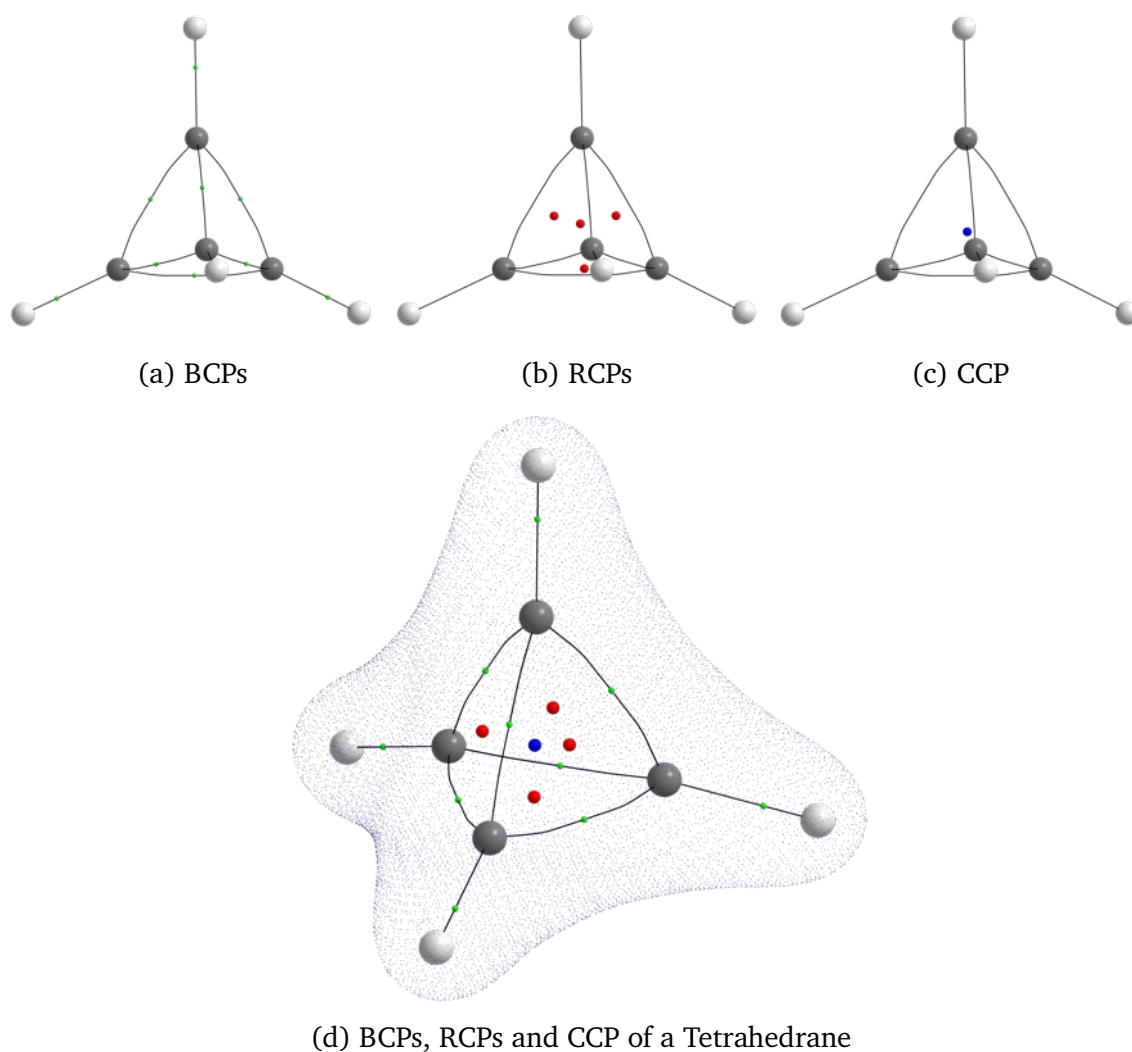 (a) BCPs
(b) RCPs
(c) CCP
(d) BCPs, RCPs and CCP of a Tetrahedrane